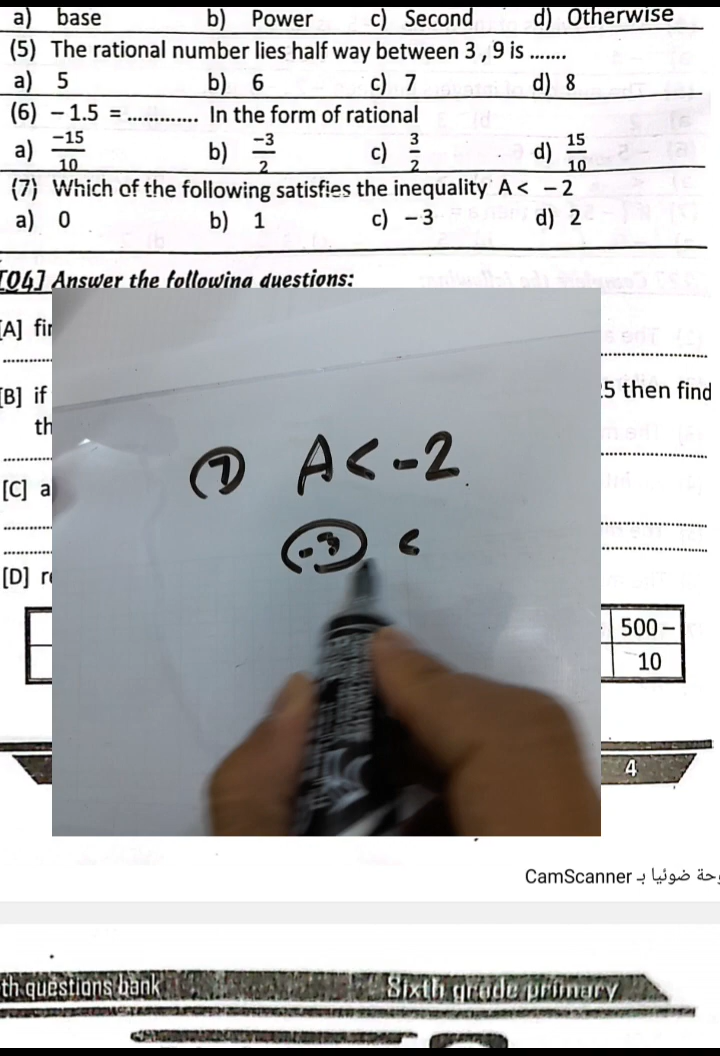 a) base b) Power c) Second d) Otherwise
(5) The rational number lies half way between 3 , 9 is .......
a) 5 b) 6 c) 7 d) 8
(6) – 1.5 = ............. In the form of rational
a) −15/10 b) −3/2 c) 3/2 d) 15/10
(7) Which of the following satisfies the inequality A < – 2
a) 0 b) 1 c) – 3 d) 2
[Q4] Answer the following questions:
[A]
[B] if 5 then find
[C] a
[D]
500 –
10
⑦ A < -2
-3 <
4
CamScanner بـ ضوئيا
questions bank Sixth grade primary